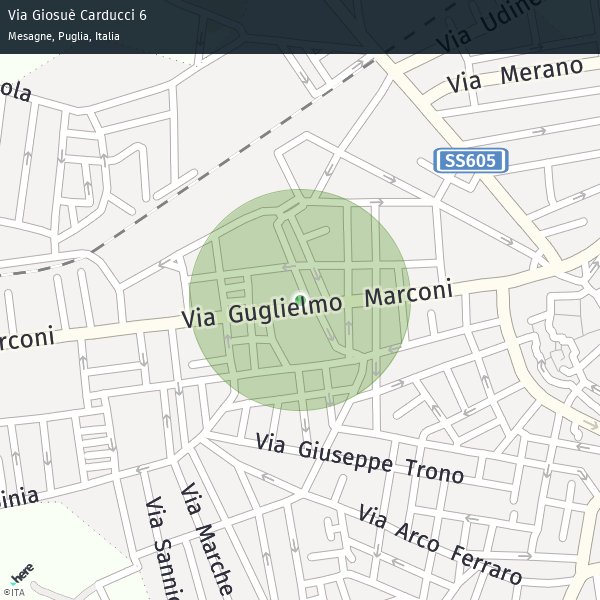 Via Giosuè Carducci 6
Mesagne, Puglia, Italia
Via Udine
ola
Via Merano
SS605
Via Guglielmo Marconi
rconi
Via Giuseppe Trono
inia
Via Marche
Via Sannio
Via Arco Ferraro
here
©ITA